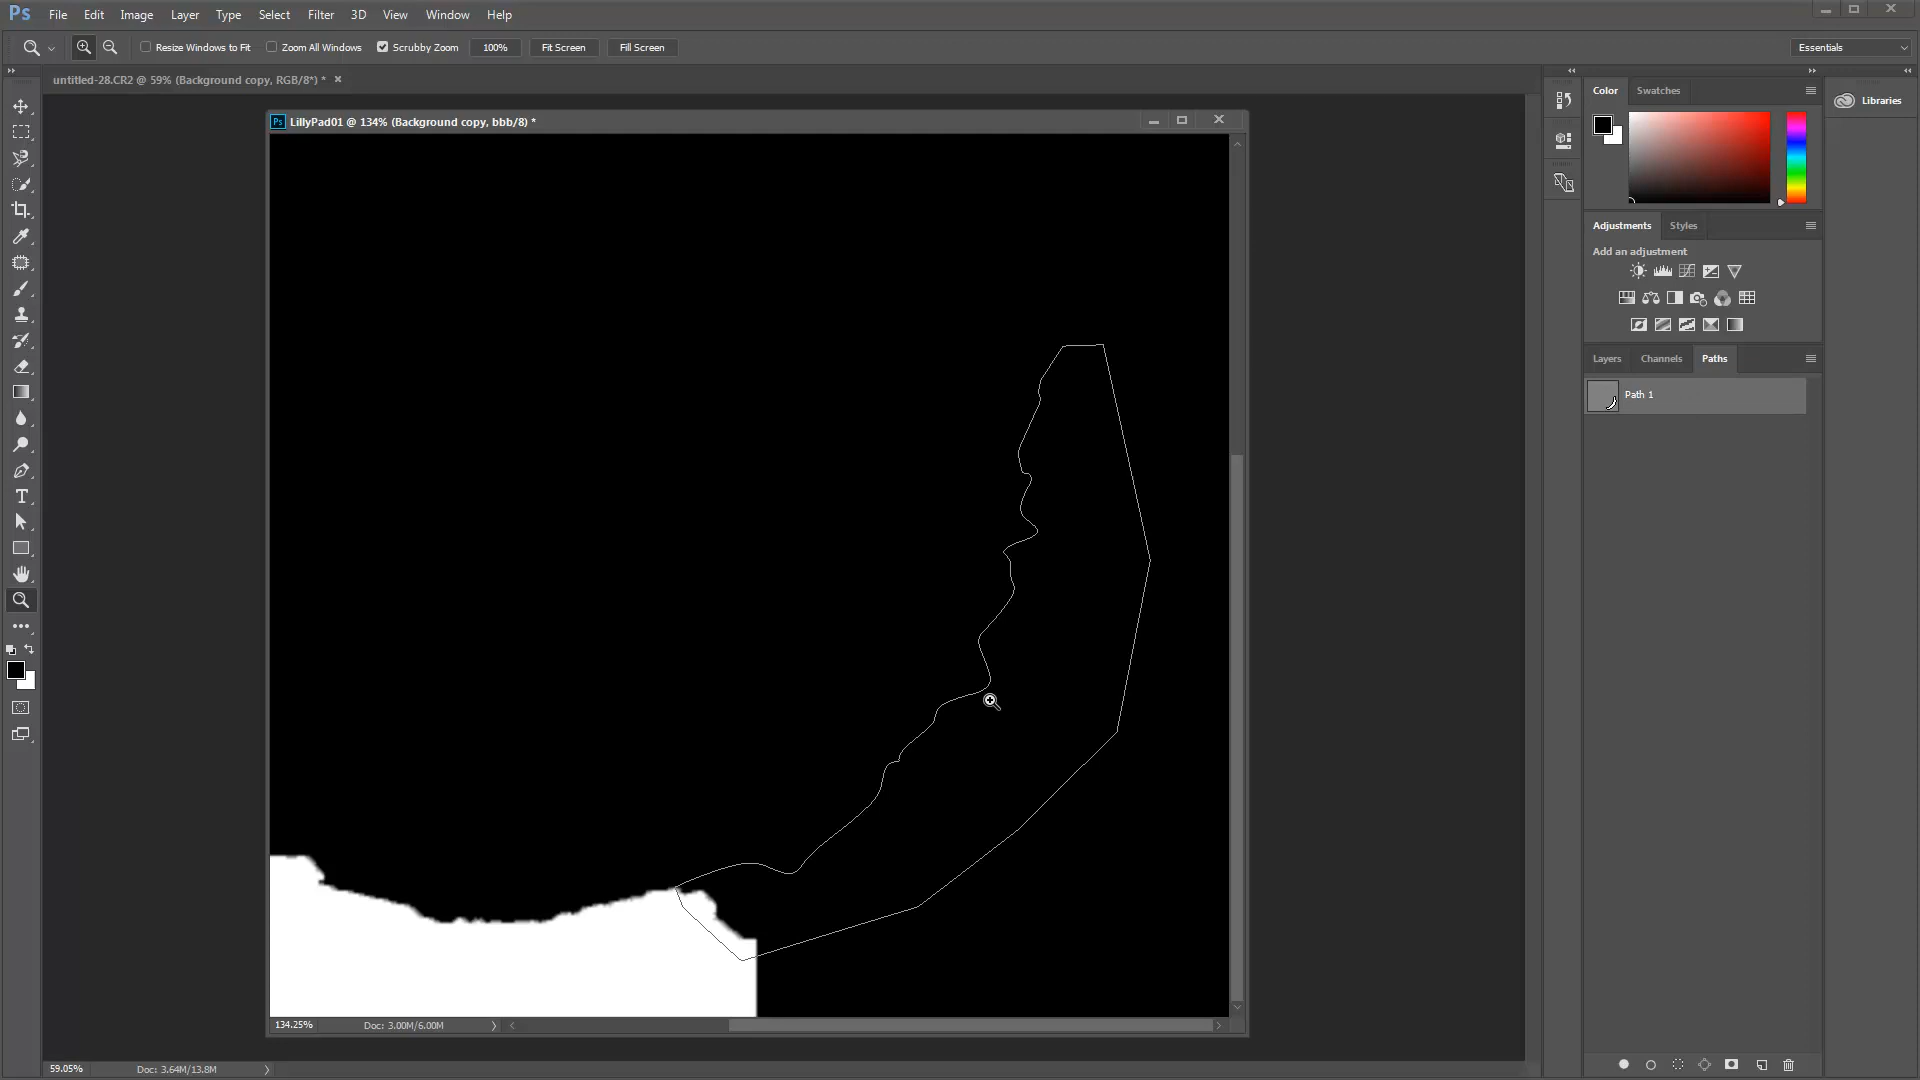 Ps File Edit Image Layer Type Select Filter 3D View Window Help
Resize Windows to Fit Zoom All Windows Scrubby Zoom 100% Fit Screen Fill Screen Essentials
untitled-28.CR2 @ 59% (Background copy, RGB/8*) *
Ps LillyPad01 @ 134% (Background copy, bbb/8) *
Color Swatches
Libraries
Adjustments Styles
Add an adjustment
Layers Channels Paths
Path 1
134.25% Doc: 3.00M/6.00M
59.05% Doc: 3.64M/13.8M